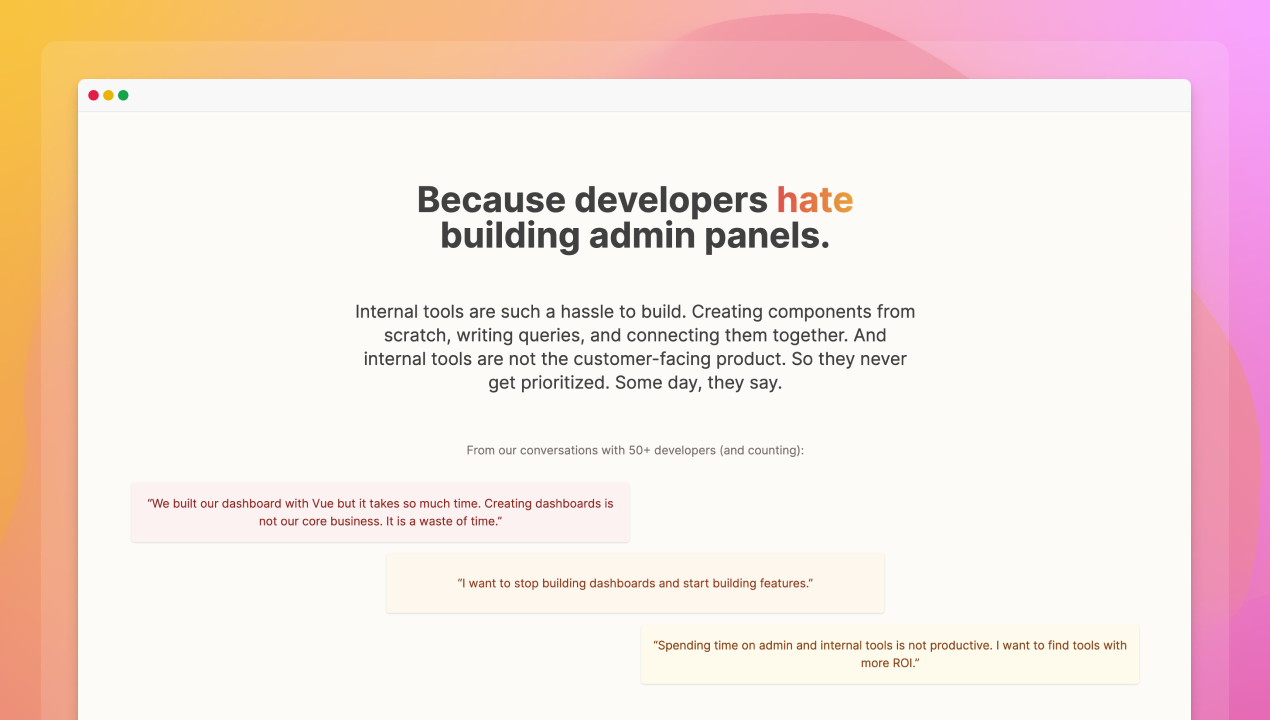 Because developers hate
building admin panels.
Internal tools are such a hassle to build. Creating components from
scratch, writing queries, and connecting them together. And
internal tools are not the customer-facing product. So they never
get prioritized. Some day, they say.
From our conversations with 50+ developers (and counting):
“We built our dashboard with Vue but it takes so much time. Creating dashboards is
not our core business. It is a waste of time.”
“I want to stop building dashboards and start building features.”
“Spending time on admin and internal tools is not productive. I want to find tools with
more ROI.”